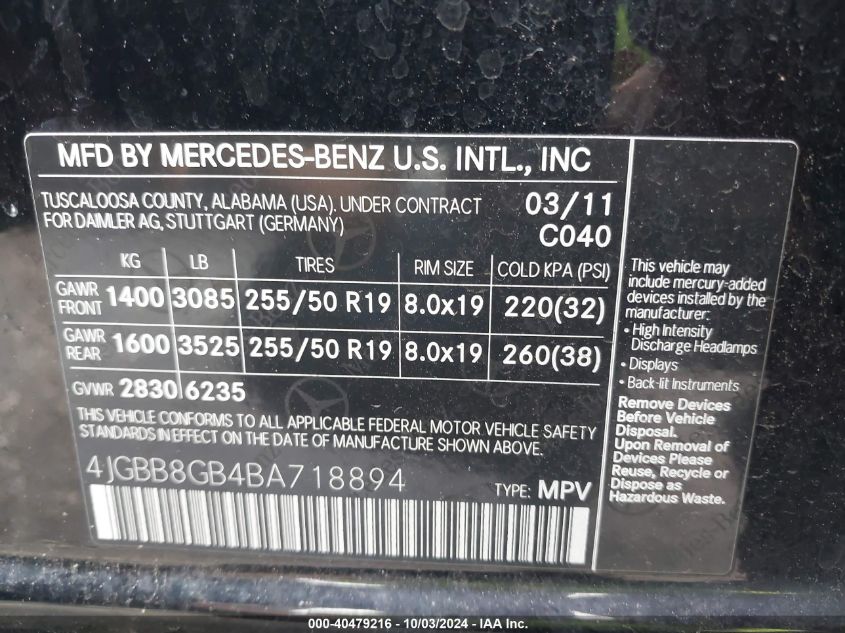 MFD BY MERCEDES-BENZ U.S. INTL., INC
TUSCALOOSA COUNTY, ALABAMA (USA). UNDER CONTRACT 03/11
FOR DAIMLER AG, STUTTGART (GERMANY) C040
KG LB TIRES RIM SIZE COLD KPA (PSI)
GAWR FRONT 1400 3085 255/50 R19 8.0x19 220(32)
GAWR REAR 1600 3525 255/50 R19 8.0x19 260(38)
GVWR 2830 6235
THIS VEHICLE CONFORMS TO ALL APPLICABLE FEDERAL MOTOR VEHICLE SAFETY
STANDARDS IN EFFECT ON THE DATE OF MANUFACTURE SHOWN ABOVE.
4JGBB8GB4BA718894
TYPE: MPV
This vehicle may
include mercury-added
devices installed by the
manufacturer:
• High Intensity
Discharge Headlamps
• Displays
• Back-lit Instruments
Remove Devices
Before Vehicle
Disposal.
Upon Removal of
Devices Please
Reuse, Recycle or
Dispose as
Hazardous Waste.
000-40479216 - 10/03/2024 - IAA Inc.